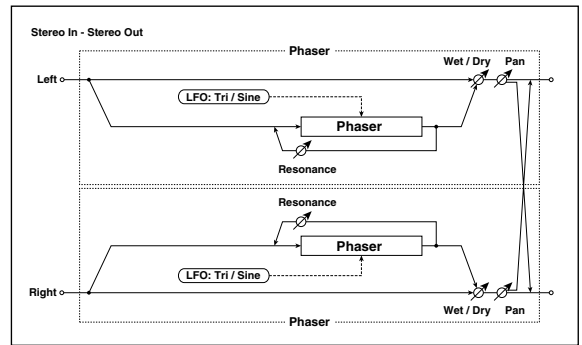 Stereo In - Stereo Out
Phaser
Wet / Dry Pan
Left
LFO: Tri / Sine
Phaser
Resonance
Resonance
Phaser
LFO: Tri / Sine
Right
Wet / Dry Pan
Phaser